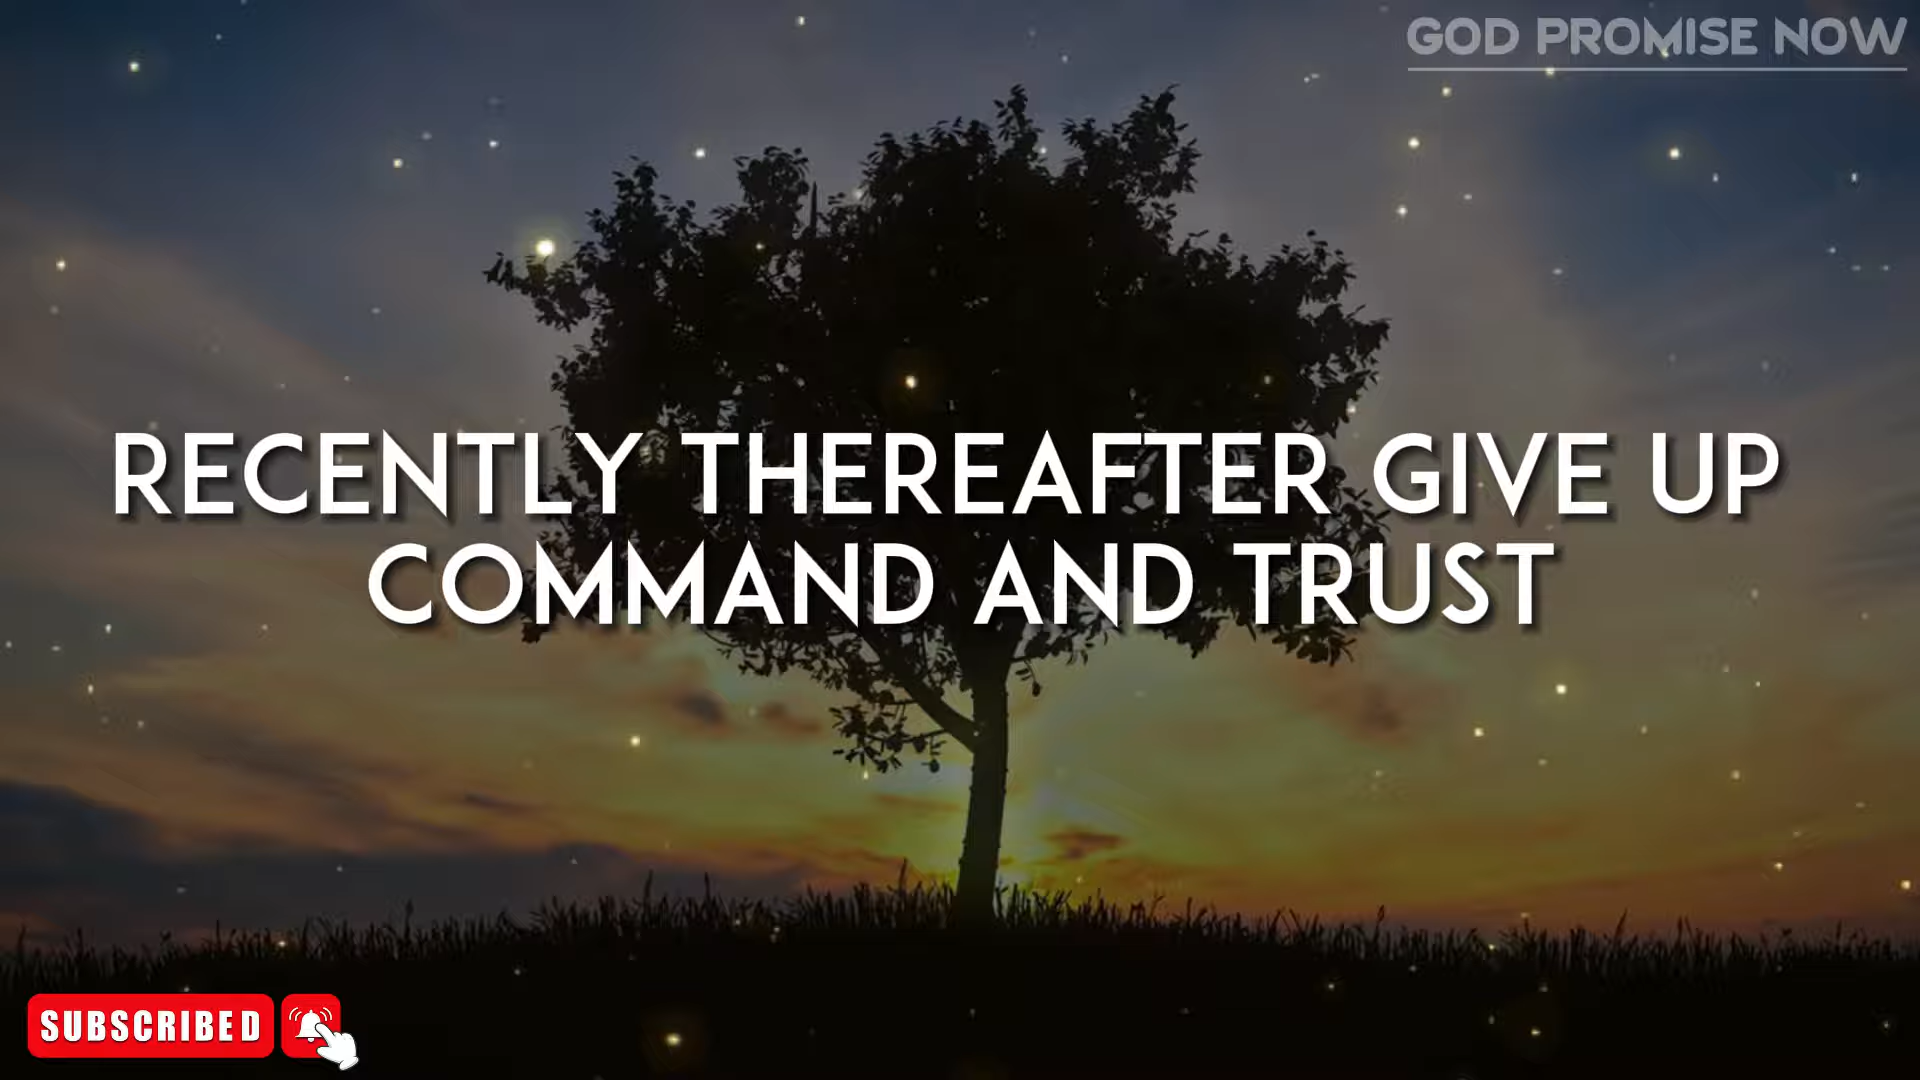 GOD PROMISE NOW
RECENTLY THEREAFTER GIVE UP
COMMAND AND TRUST
SUBSCRIBED